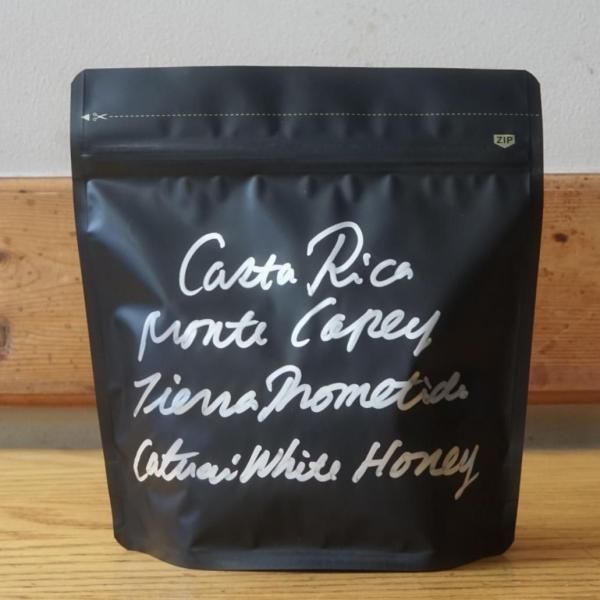 ZIP
Costa Rica
Monte Copey
Tierra Prometida
Catuai White Honey